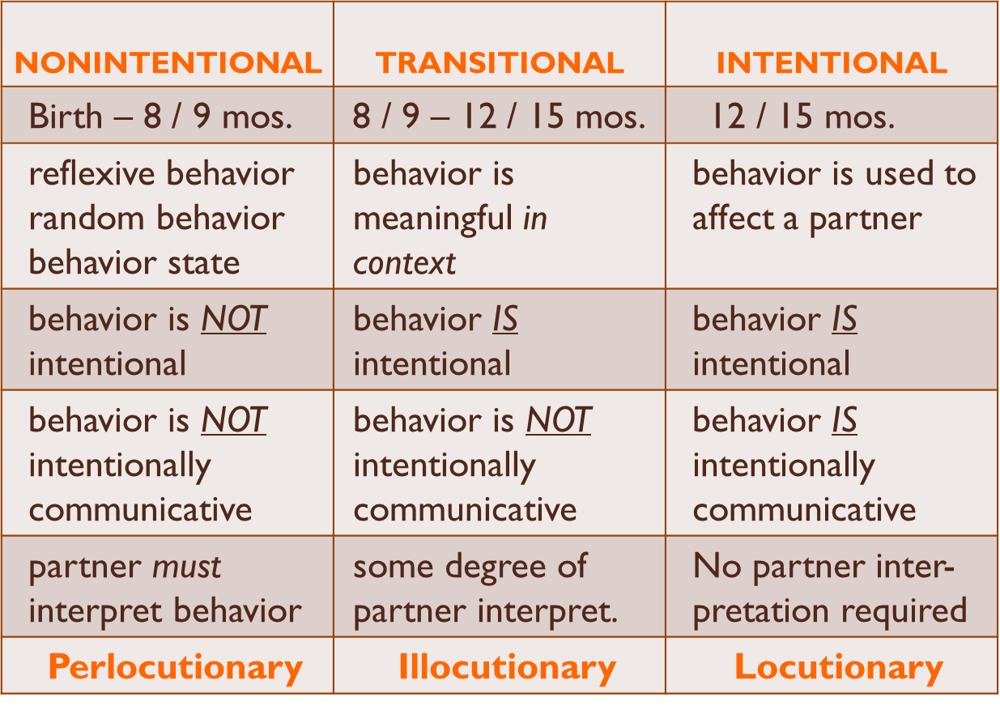 NONINTENTIONAL
TRANSITIONAL
INTENTIONAL
Birth – 8 / 9 mos.
8 / 9 – 12 / 15 mos.
12 / 15 mos.
reflexive behavior
random behavior
behavior state
behavior is
meaningful in
context
behavior is used to
affect a partner
behavior is NOT
intentional
behavior IS
intentional
behavior IS
intentional
behavior is NOT
intentionally
communicative
behavior is NOT
intentionally
communicative
behavior IS
intentionally
communicative
partner must
interpret behavior
some degree of
partner interpret.
No partner inter-
pretation required
Perlocutionary
Illocutionary
Locutionary